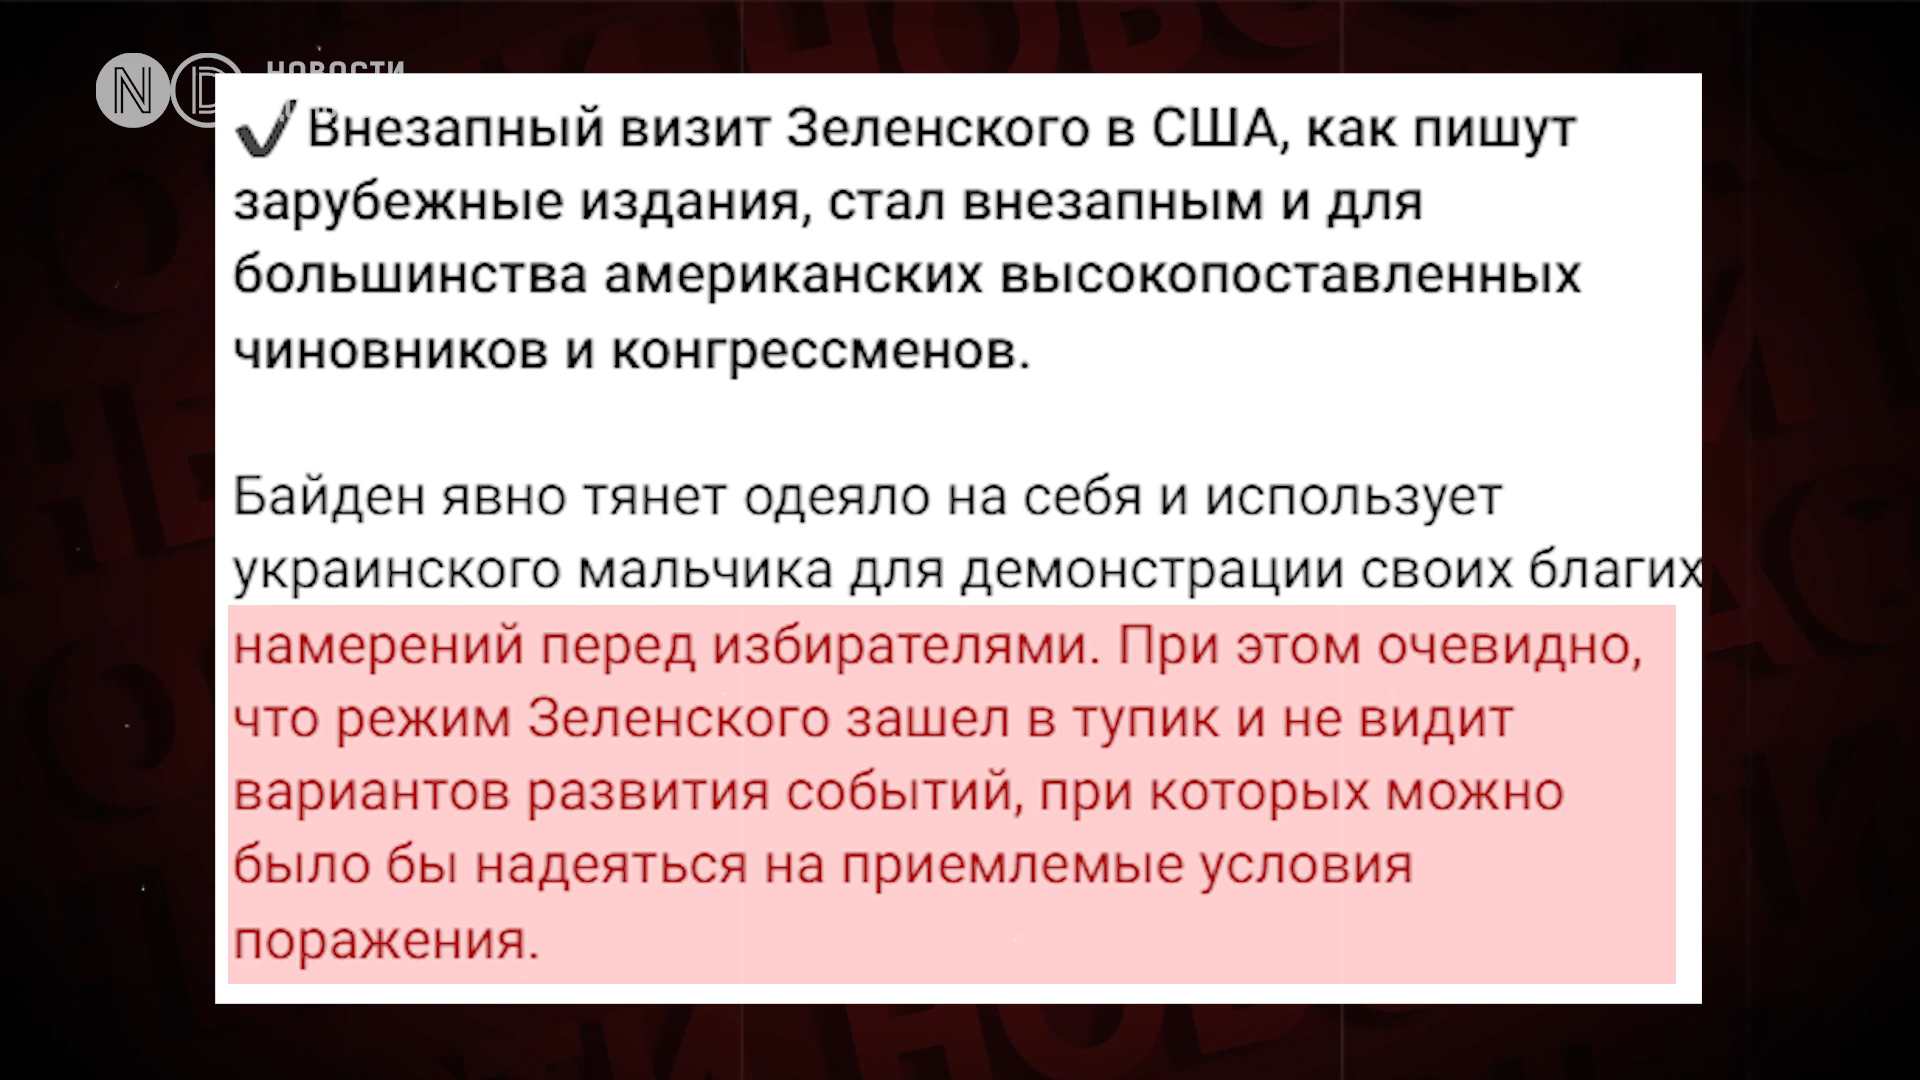 ND НОВОСТИ
Внезапный визит Зеленского в США, как пишут
зарубежные издания, стал внезапным и для
большинства американских высокопоставленных
чиновников и конгрессменов.
Байден явно тянет одеяло на себя и использует
украинского мальчика для демонстрации своих благих
намерений перед избирателями. При этом очевидно,
что режим Зеленского зашел в тупик и не видит
вариантов развития событий, при которых можно
было бы надеяться на приемлемые условия
поражения.